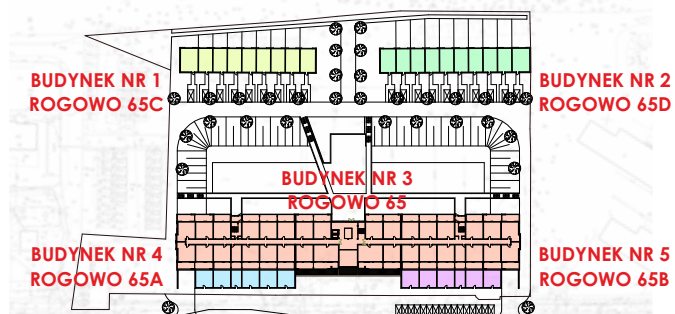 BUDYNEK NR 1
ROGOWO 65C
BUDYNEK NR 2
ROGOWO 65D
BUDYNEK NR 3
ROGOWO 65
BUDYNEK NR 4
ROGOWO 65A
BUDYNEK NR 5
ROGOWO 65B